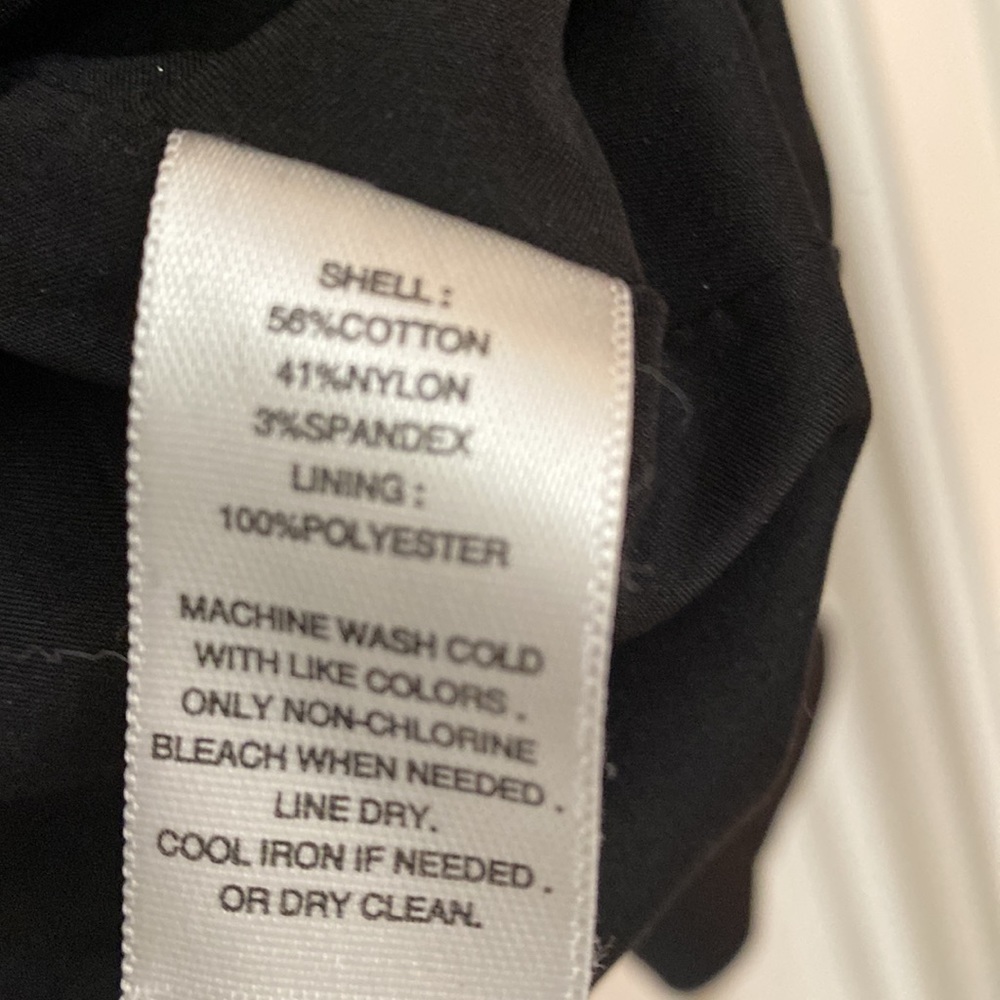 SHELL :
56%COTTON
41%NYLON
3%SPANDEX
LINING :
100%POLYESTER
MACHINE WASH COLD
WITH LIKE COLORS .
ONLY NON-CHLORINE
BLEACH WHEN NEEDED .
LINE DRY.
COOL IRON IF NEEDED .
OR DRY CLEAN.